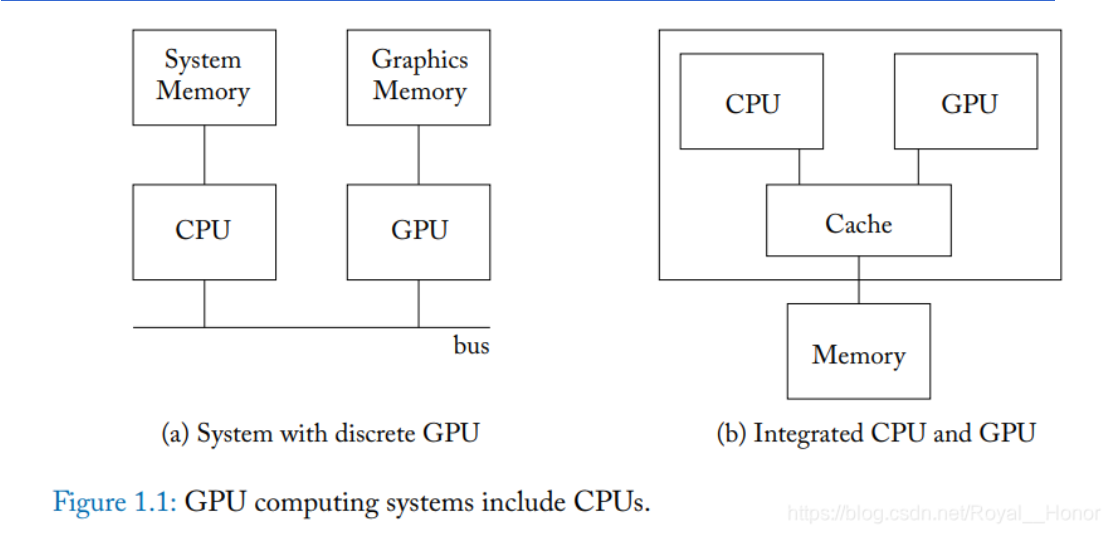 System
Memory
Graphics
Memory
CPU
GPU
bus
(a) System with discrete GPU
CPU
GPU
Cache
Memory
(b) Integrated CPU and GPU
Figure 1.1: GPU computing systems include CPUs.
https://blog.csdn.net/Royal__Honor